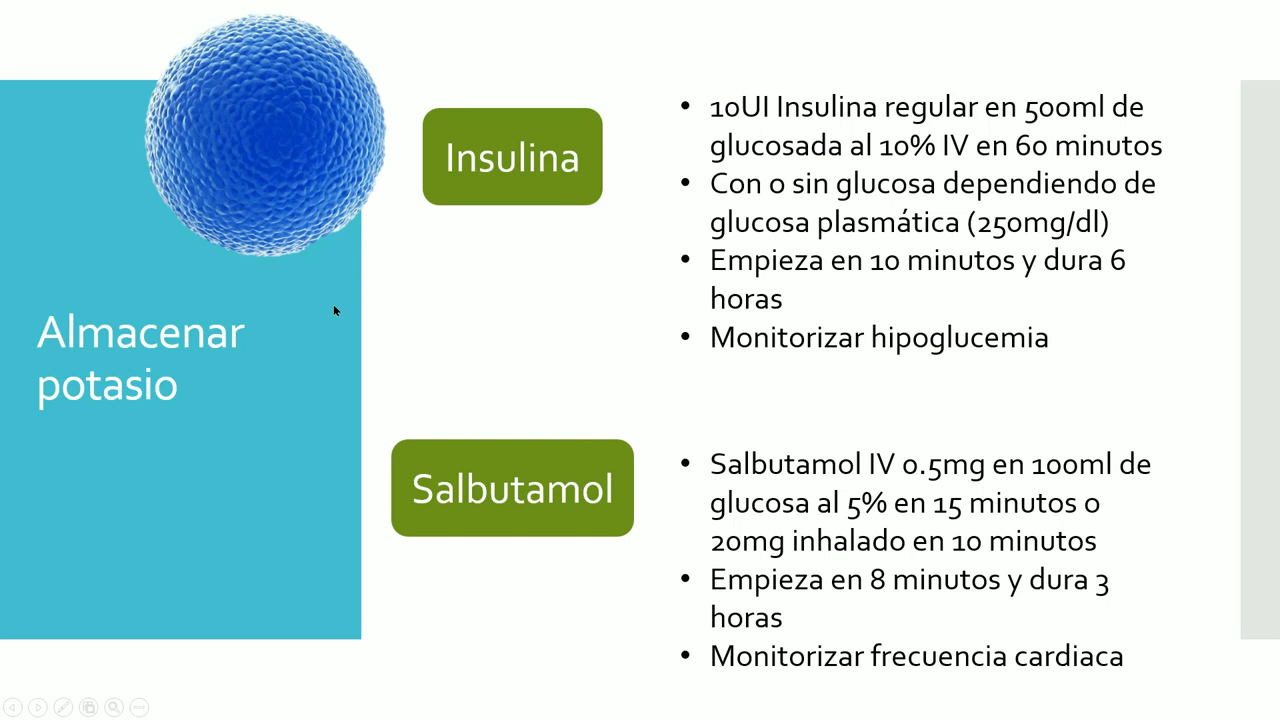 Almacenar
potasio
Insulina
• 10UI Insulina regular en 500ml de
glucosada al 10% IV en 60 minutos
• Con o sin glucosa dependiendo de
glucosa plasmática (250mg/dl)
• Empieza en 10 minutos y dura 6
horas
• Monitorizar hipoglucemia
Salbutamol
• Salbutamol IV 0.5mg en 100ml de
glucosa al 5% en 15 minutos o
20mg inhalado en 10 minutos
• Empieza en 8 minutos y dura 3
horas
• Monitorizar frecuencia cardiaca